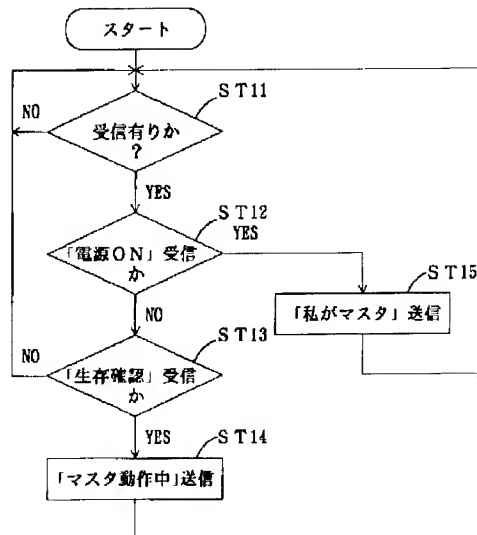 スタート
ST11
NO
受信有りか
?
YES
ST12
「電源ON」受信
か
YES
ST15
「私がマスタ」送信
NO
ST13
NO
「生存確認」受信
か
YES
ST14
「マスタ動作中」送信